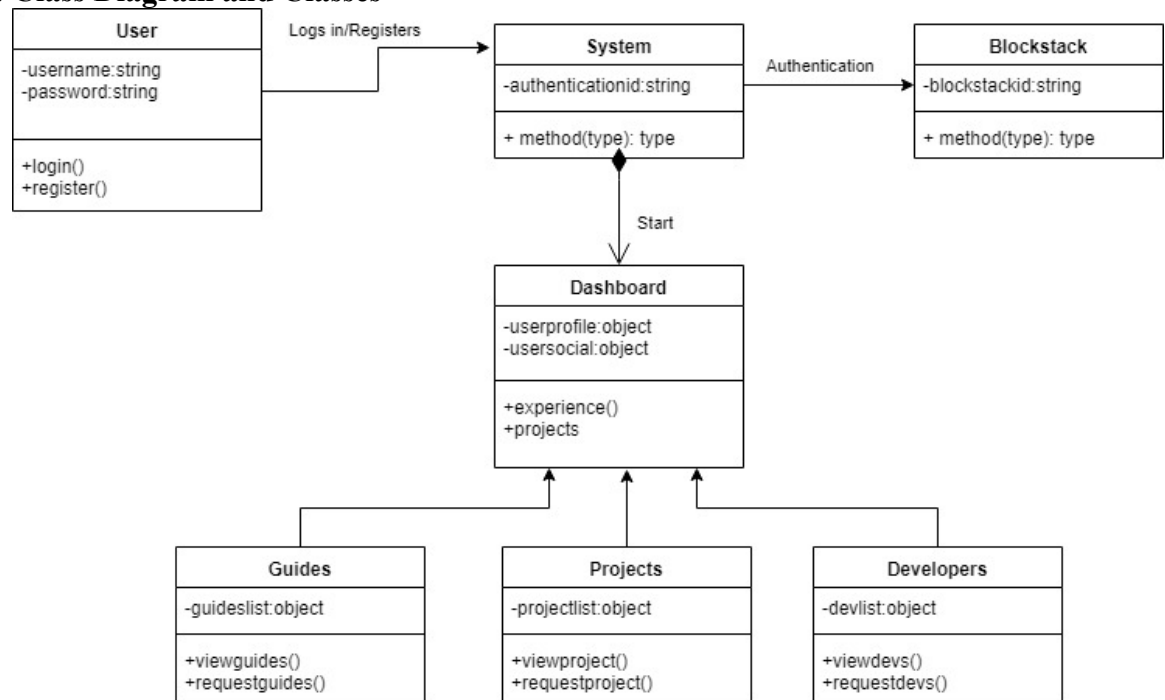 Class Diagram and Classes
User
-username:string
-password:string
+login()
+register()
Logs in/Registers
System
-authenticationid:string
+ method(type): type
Authentication
Blockstack
-blockstackid:string
+ method(type): type
Start
Dashboard
-userprofile:object
-usersocial:object
+experience()
+projects
Guides
-guideslist:object
+viewguides()
+requestguides()
Projects
-projectlist:object
+viewproject()
+requestproject()
Developers
-devlist:object
+viewdevs()
+requestdevs()